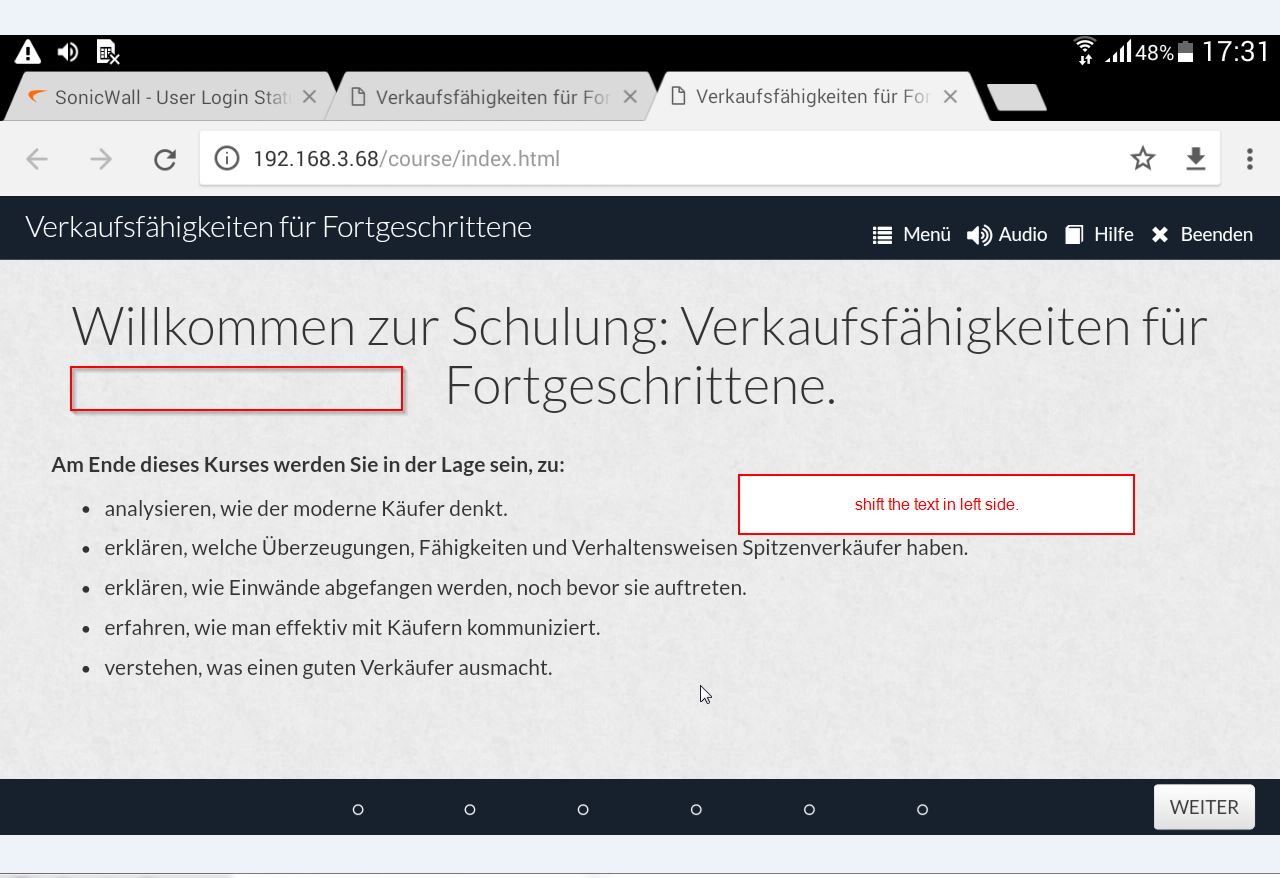 48% 17:31
SonicWall - User Login Stat
Verkaufsfähigkeiten für For
Verkaufsfähigkeiten für For
192.168.3.68/course/index.html
Verkaufsfähigkeiten für Fortgeschrittene
Menü Audio Hilfe Beenden
Willkommen zur Schulung: Verkaufsfähigkeiten für
Fortgeschrittene.
Am Ende dieses Kurses werden Sie in der Lage sein, zu:
shift the text in left side.
• analysieren, wie der moderne Käufer denkt.
• erklären, welche Überzeugungen, Fähigkeiten und Verhaltensweisen Spitzenverkäufer haben.
• erklären, wie Einwände abgefangen werden, noch bevor sie auftreten.
• erfahren, wie man effektiv mit Käufern kommuniziert.
• verstehen, was einen guten Verkäufer ausmacht.
WEITER